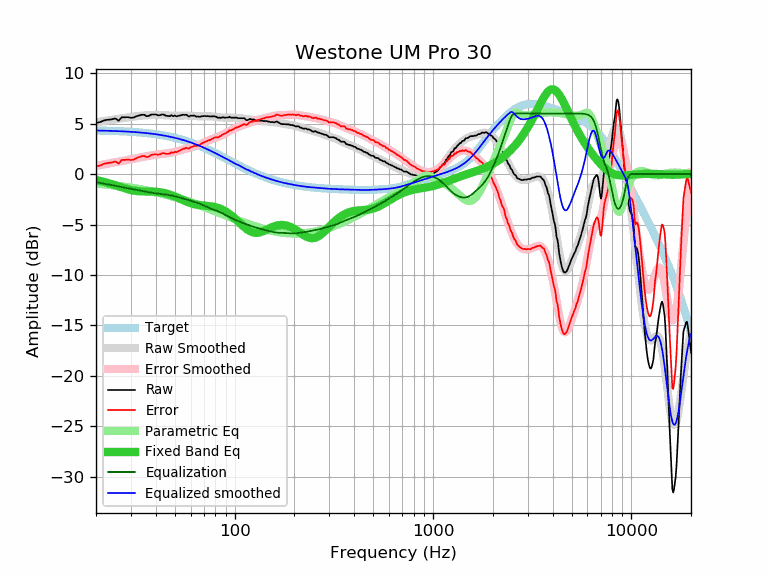 Westone UM Pro 30
10
5
0
−5
−10
−15
−20
−25
−30
Amplitude (dBr)
Target
Raw Smoothed
Error Smoothed
Raw
Error
Parametric Eq
Fixed Band Eq
Equalization
Equalized smoothed
100
1000
10000
Frequency (Hz)